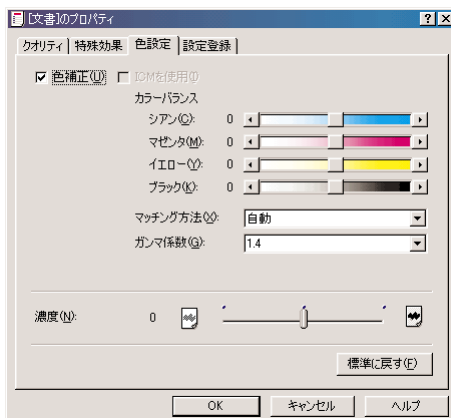 [文書]のプロパティ
クオリティ 特殊効果 色設定 設定登録
色補正(U) ICMを使用(I)
カラーバランス
シアン(C): 0
マゼンタ(M): 0
イエロー(Y): 0
ブラック(K): 0
マッチング方法(X): 自動
ガンマ係数(G): 1.4
濃度(N): 0
標準に戻す(F)
OK キャンセル ヘルプ